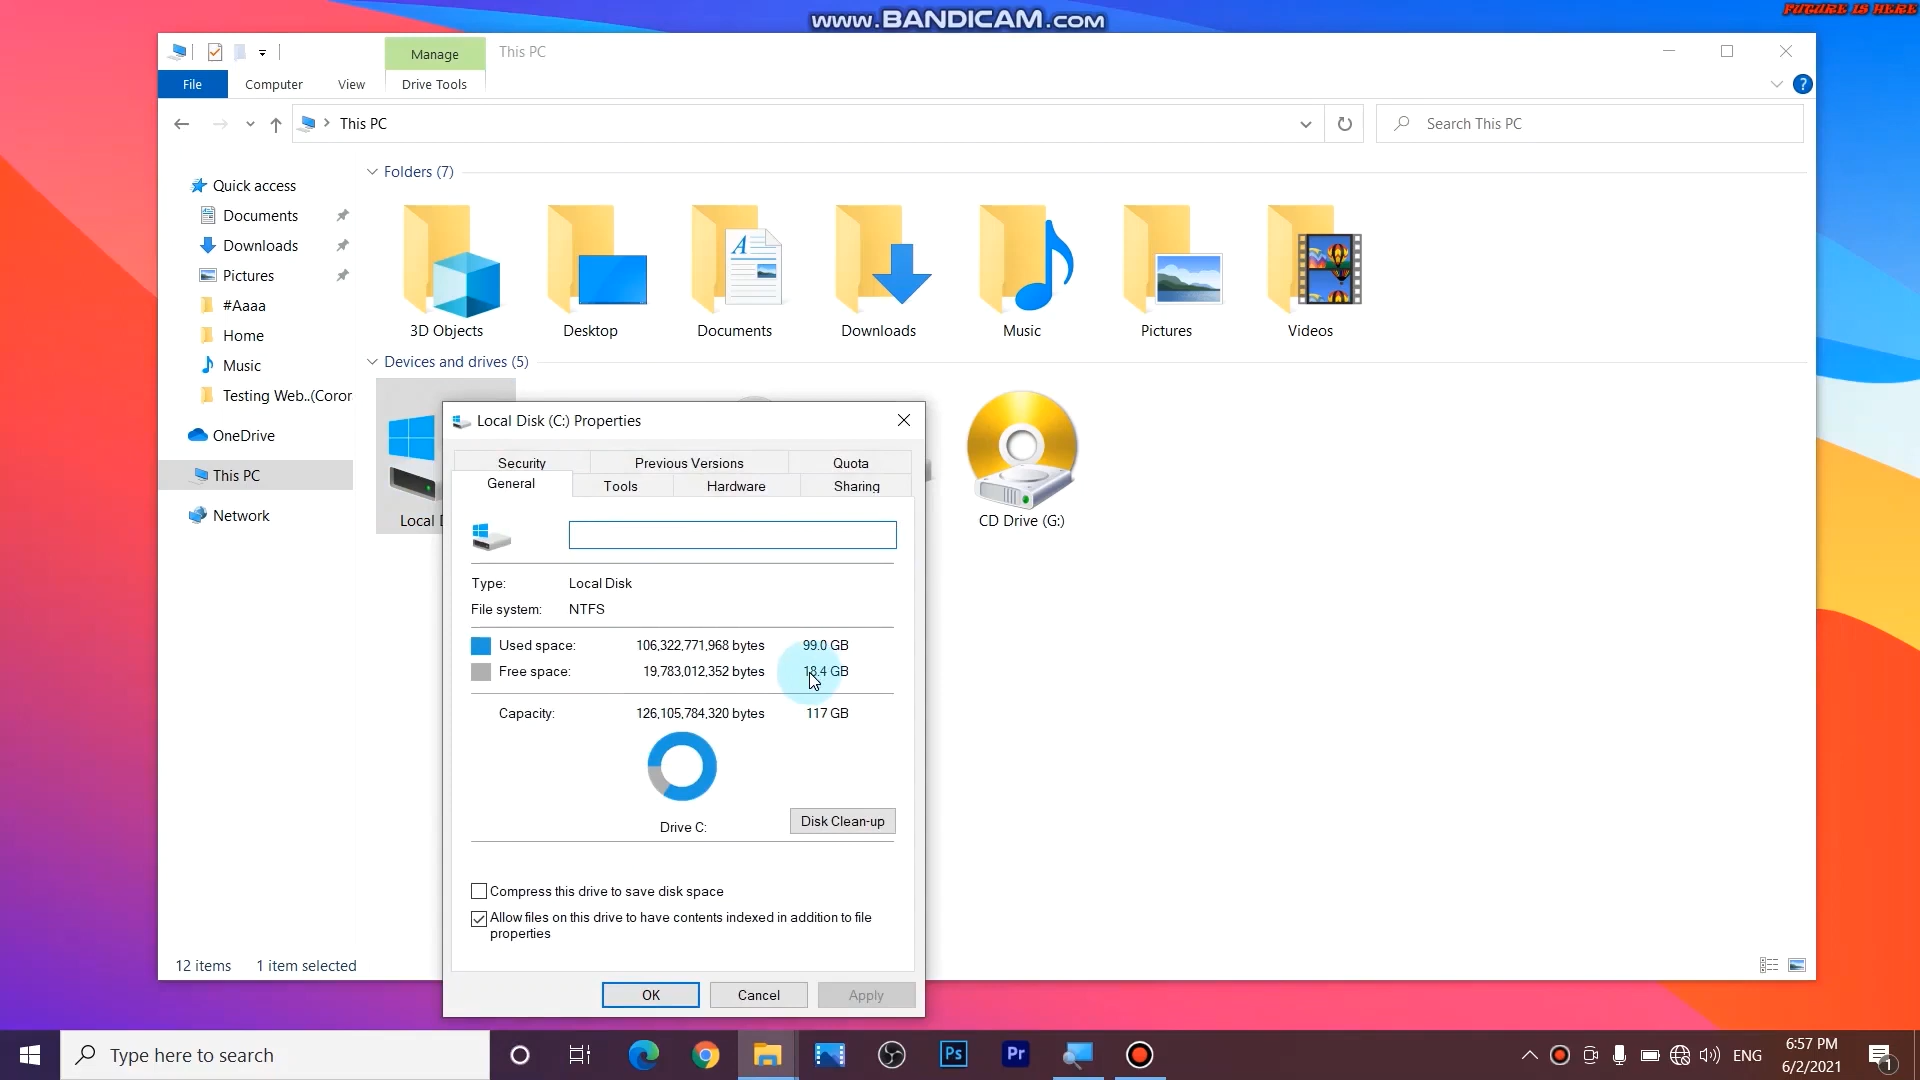 www.BANDICAM.com
FUTURE IS HERE
Manage
This PC
File
Computer
View
Drive Tools
?
This PC
Search This PC
Quick access
Documents
Downloads
Pictures
#Aaaa
Home
Music
Testing Web..(Coror
OneDrive
This PC
Network
Folders (7)
3D Objects
Desktop
Documents
Downloads
Music
Pictures
Videos
Devices and drives (5)
Local D
CD Drive (G:)
Local Disk (C:) Properties
Security
Previous Versions
Quota
General
Tools
Hardware
Sharing
Type:
Local Disk
File system:
NTFS
Used space:
106,322,771,968 bytes
99.0 GB
Free space:
19,783,012,352 bytes
18.4 GB
Capacity:
126,105,784,320 bytes
117 GB
Drive C:
Disk Clean-up
Compress this drive to save disk space
Allow files on this drive to have contents indexed in addition to file
properties
OK
Cancel
Apply
12 items
1 item selected
Type here to search
Ps
Pr
ENG
6:57 PM
6/2/2021
1